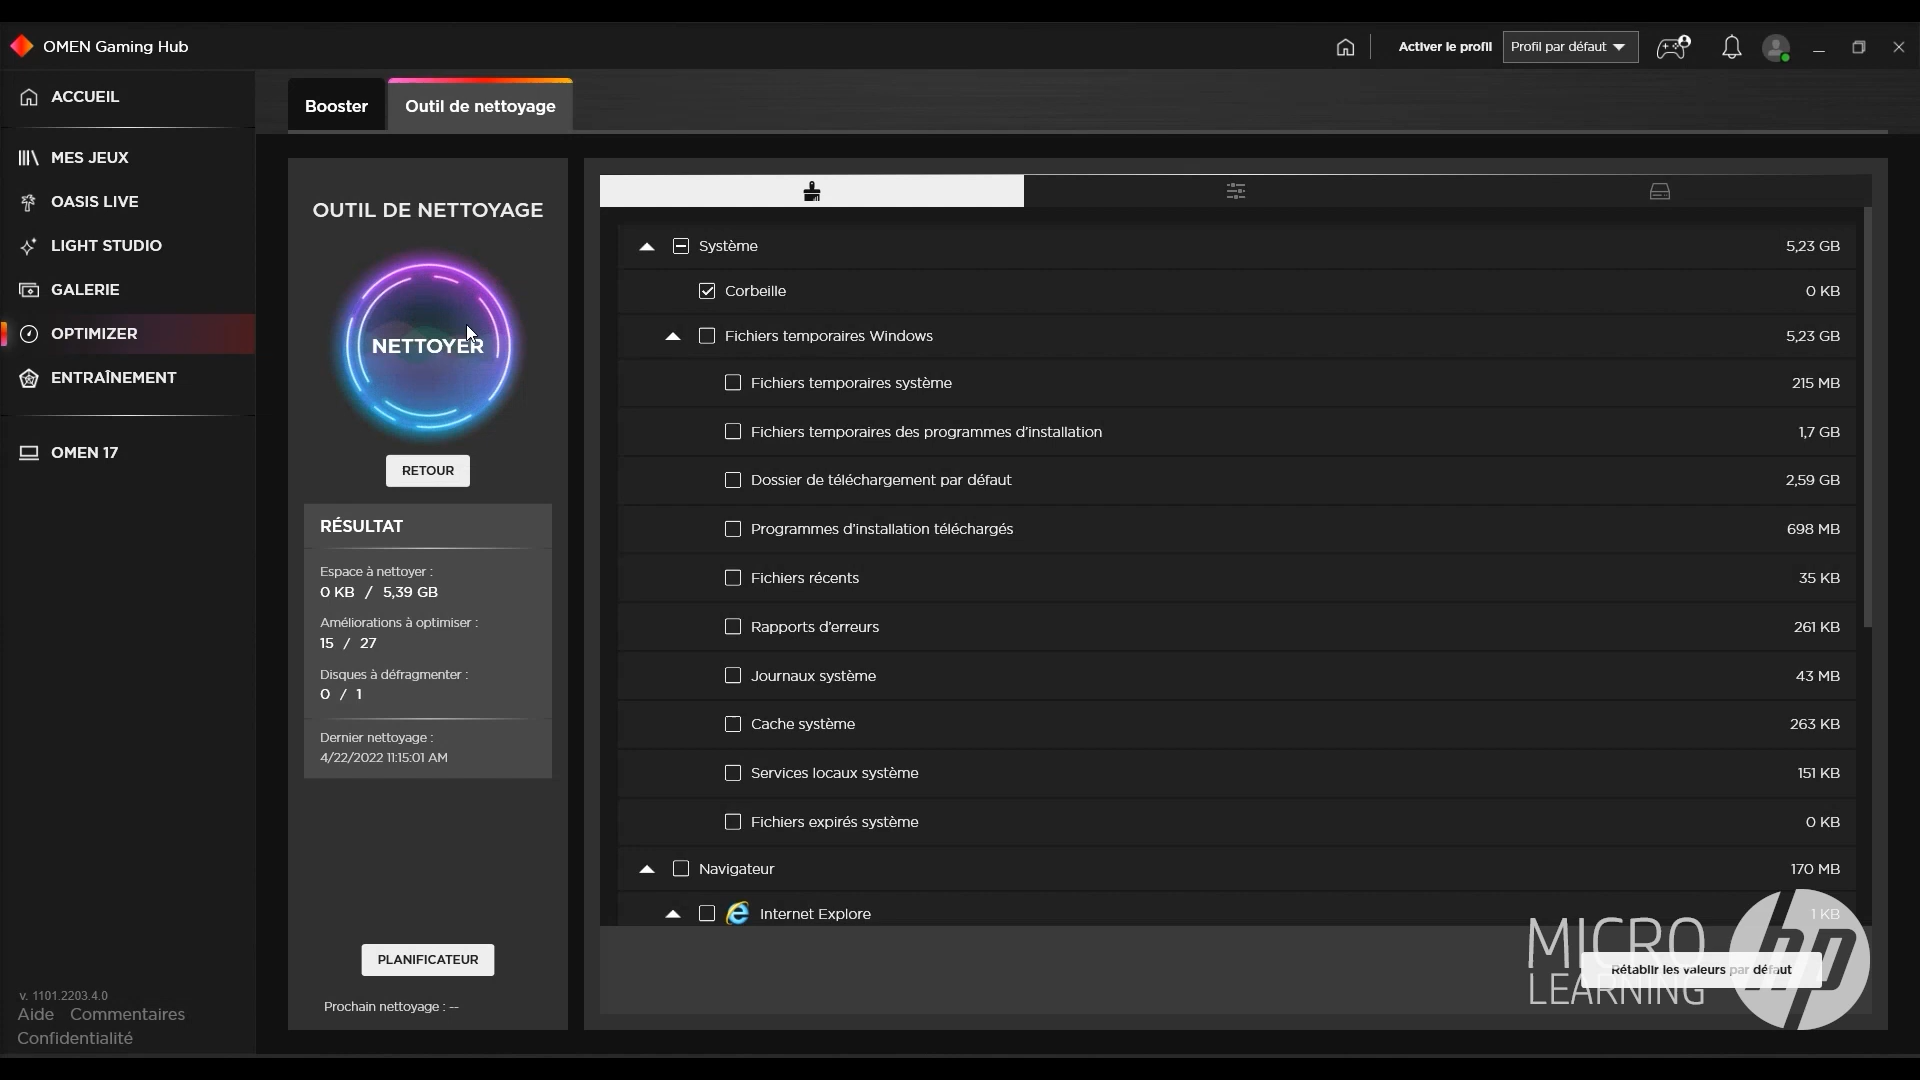 OMEN Gaming Hub
Activer le profil
Profil par défaut
ACCUEIL
MES JEUX
OASIS LIVE
LIGHT STUDIO
GALERIE
OPTIMIZER
ENTRAÎNEMENT
OMEN 17
v. 1101.2203.4.0
Aide Commentaires
Confidentialité
Booster
Outil de nettoyage
OUTIL DE NETTOYAGE
NETTOYER
RETOUR
RÉSULTAT
Espace à nettoyer :
0 KB / 5,39 GB
Améliorations à optimiser :
15 / 27
Disques à défragmenter :
0 / 1
Dernier nettoyage :
4/22/2022 11:15:01 AM
PLANIFICATEUR
Prochain nettoyage : --
Système 5,23 GB
Corbeille 0 KB
Fichiers temporaires Windows 5,23 GB
Fichiers temporaires système 215 MB
Fichiers temporaires des programmes d'installation 1,7 GB
Dossier de téléchargement par défaut 2,59 GB
Programmes d'installation téléchargés 698 MB
Fichiers récents 35 KB
Rapports d'erreurs 261 KB
Journaux système 43 MB
Cache système 263 KB
Services locaux système 151 KB
Fichiers expirés système 0 KB
Navigateur 170 MB
Internet Explore 1 KB
Rétablir les valeurs par défaut
MICRO
LEARNING
hp